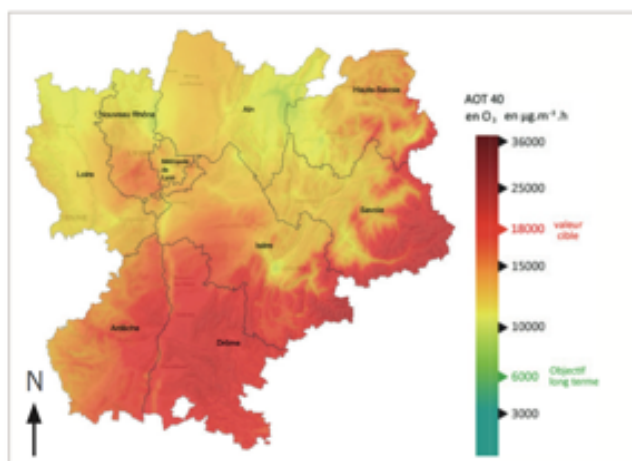 AOT 40
en O₃ en µg.m⁻³.h
36000
25000
18000 valeur cible
15000
10000
6000 Objectif long terme
3000
Haute-Savoie
Nouveau Rhône
Ain
Métropole de Lyon
Loire
Savoie
Isère
Ardèche
Drôme
N